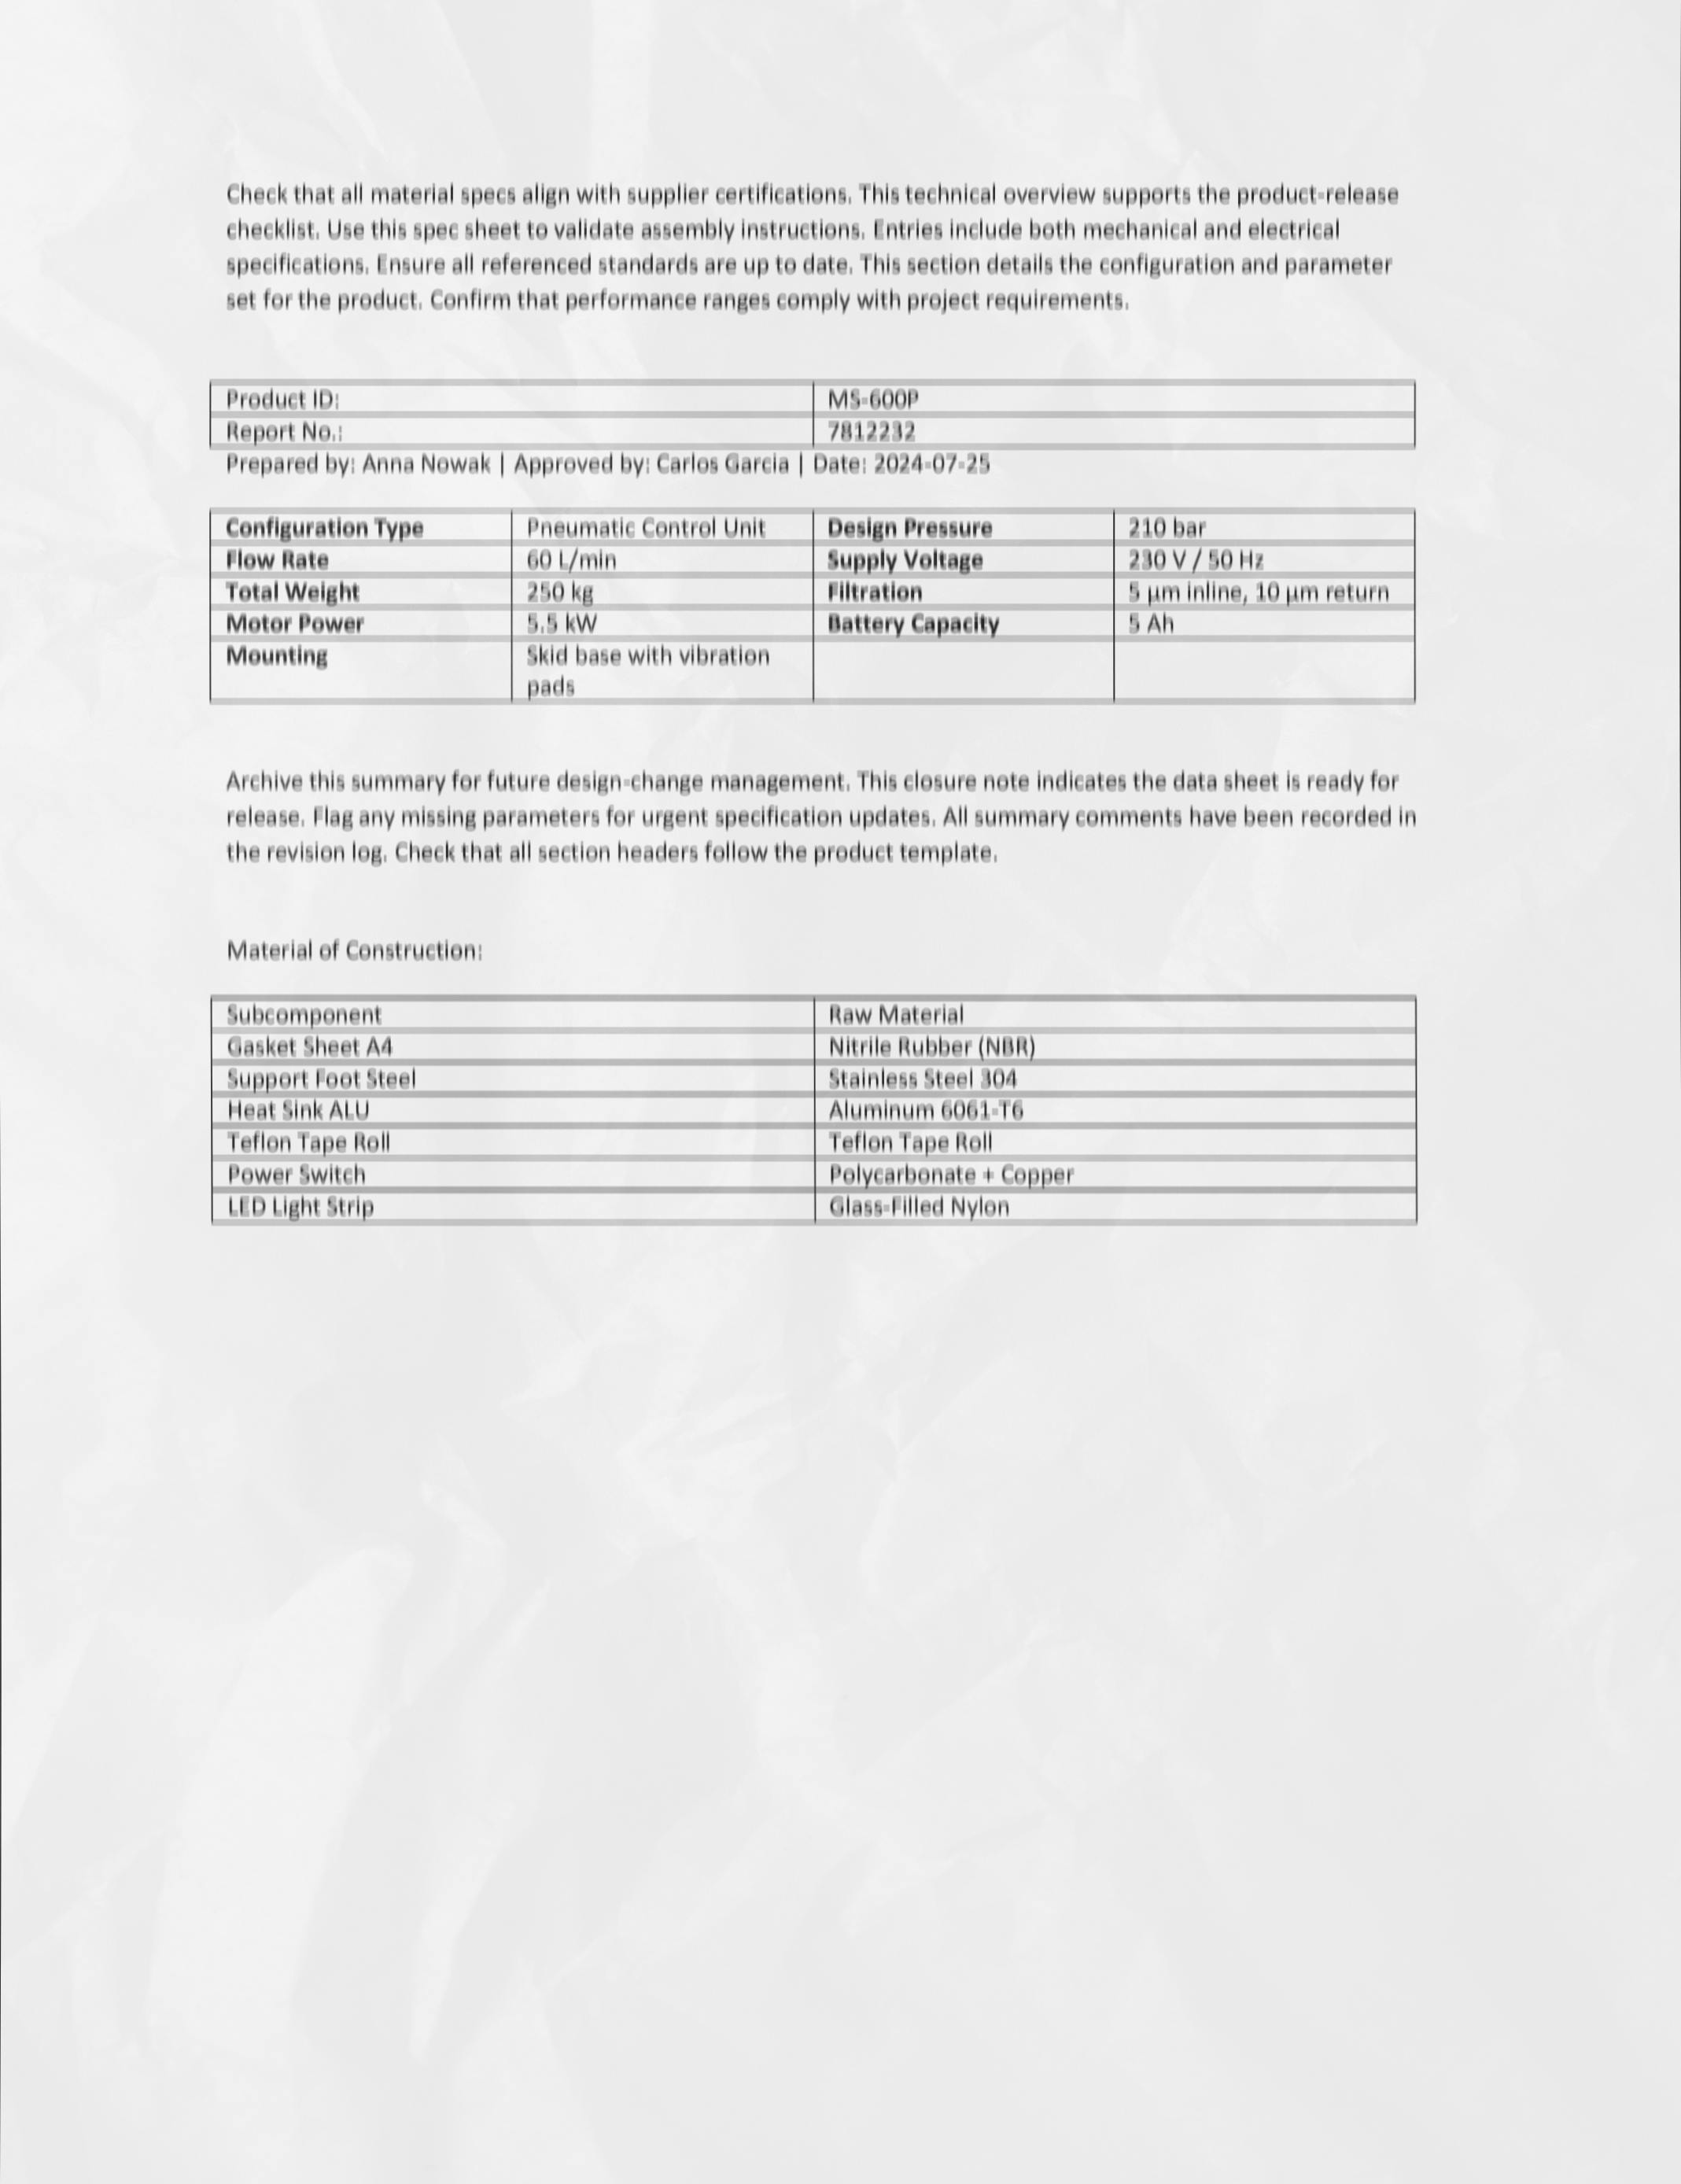 Check that all material specs align with supplier certifications. This technical overview supports the product-release
checklist. Use this spec sheet to validate assembly instructions. Entries include both mechanical and electrical
specifications. Ensure all referenced standards are up to date. This section details the configuration and parameter
set for the product. Confirm that performance ranges comply with project requirements.
Product ID: MS-600P
Report No.: 7812232
Prepared by: Anna Nowak | Approved by: Carlos Garcia | Date: 2024-07-25
Configuration Type Pneumatic Control Unit Design Pressure 210 bar
Flow Rate 60 L/min Supply Voltage 230 V / 50 Hz
Total Weight 250 kg Filtration 5 µm inline, 10 µm return
Motor Power 5.5 kW Battery Capacity 5 Ah
Mounting Skid base with vibration
pads
Archive this summary for future design-change management. This closure note indicates the data sheet is ready for
release. Flag any missing parameters for urgent specification updates. All summary comments have been recorded in
the revision log. Check that all section headers follow the product template.
Material of Construction:
Subcomponent Raw Material
Gasket Sheet A4 Nitrile Rubber (NBR)
Support Foot Steel Stainless Steel 304
Heat Sink ALU Aluminum 6061-T6
Teflon Tape Roll Teflon Tape Roll
Power Switch Polycarbonate + Copper
LED Light Strip Glass-Filled Nylon